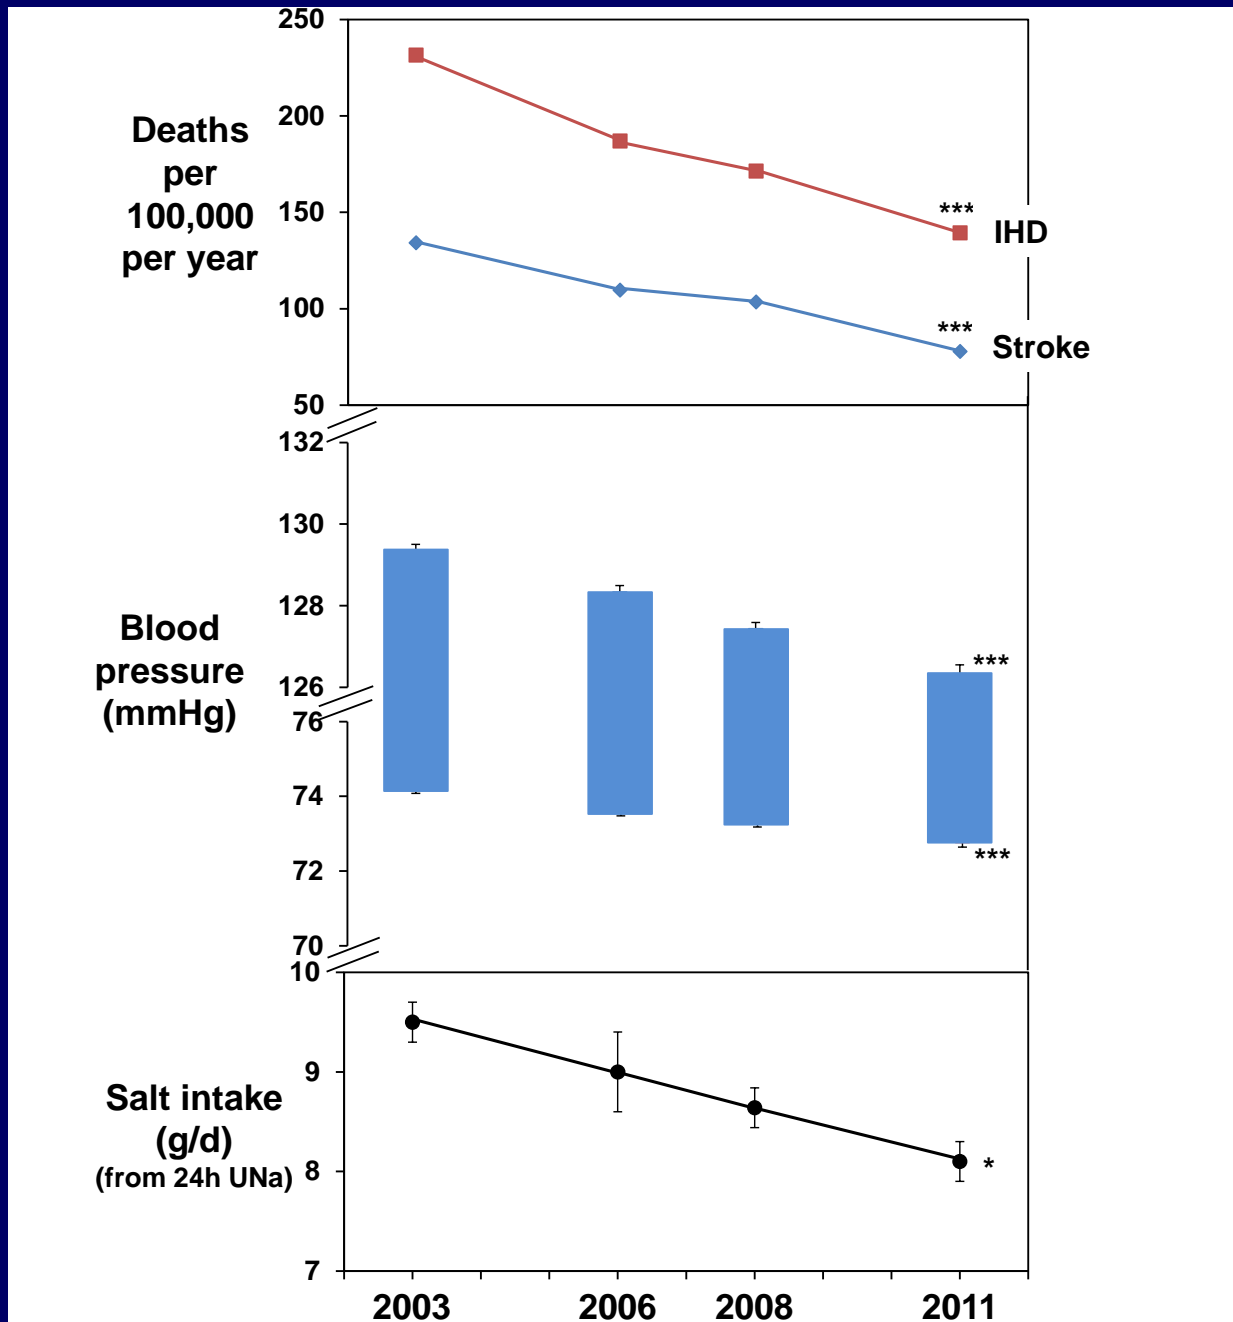 250
200
150
100
50
Deaths
per
100,000
per year
***
IHD
***
Stroke
132
130
128
126
76
74
72
70
Blood
pressure
(mmHg)
***
***
10
9
8
7
Salt intake
(g/d)
(from 24h UNa)
*
2003 2006 2008 2011